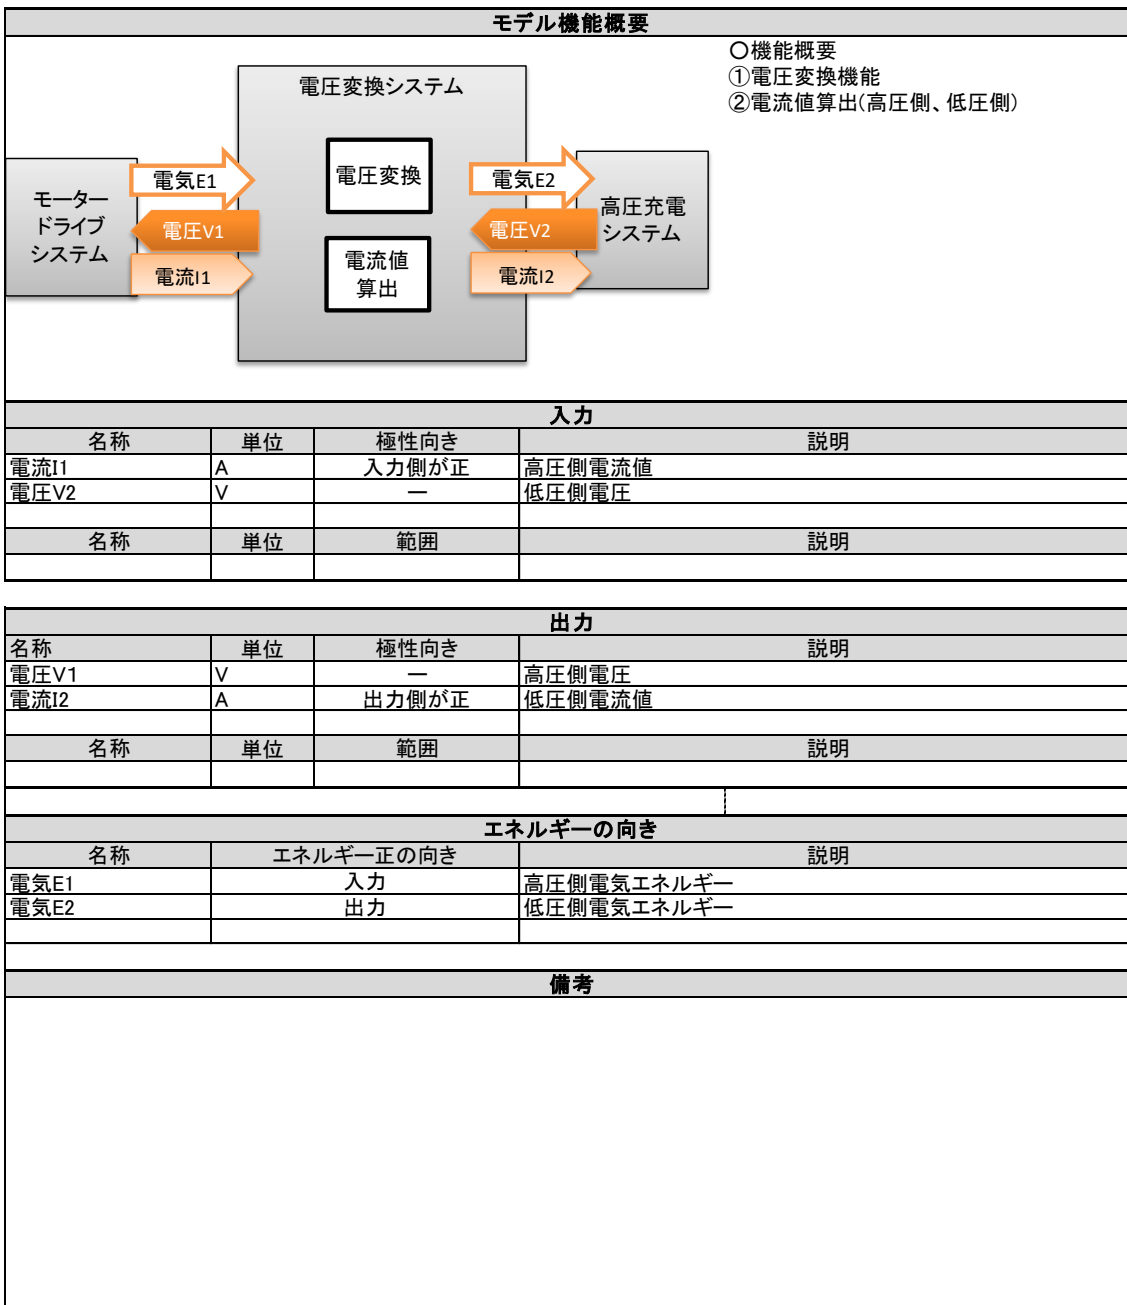 モデル機能概要
〇機能概要
①電圧変換機能
②電流値算出(高圧側、低圧側)
電圧変換システム
電圧変換
電流値
算出
モーター
ドライブ
システム
電気E1
電圧V1
電流I1
電気E2
電圧V2
電流I2
高圧充電
システム
入力
名称 単位 極性向き 説明
電流I1 A 入力側が正 高圧側電流値
電圧V2 V ― 低圧側電圧
名称 単位 範囲 説明
出力
名称 単位 極性向き 説明
電圧V1 V ― 高圧側電圧
電流I2 A 出力側が正 低圧側電流値
名称 単位 範囲 説明
エネルギーの向き
名称 エネルギー正の向き 説明
電気E1 入力 高圧側電気エネルギー
電気E2 出力 低圧側電気エネルギー
備考